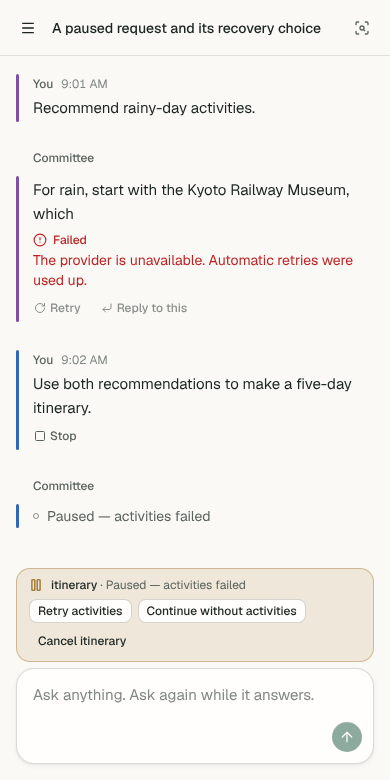 A paused request and its recovery choice
You 9:01 AM
Recommend rainy-day activities.
Committee
For rain, start with the Kyoto Railway Museum,
which
Failed
The provider is unavailable. Automatic retries were
used up.
Retry Reply to this
You 9:02 AM
Use both recommendations to make a five-day
itinerary.
Stop
Committee
Paused — activities failed
itinerary · Paused — activities failed
Retry activities Continue without activities
Cancel itinerary
Ask anything. Ask again while it answers.